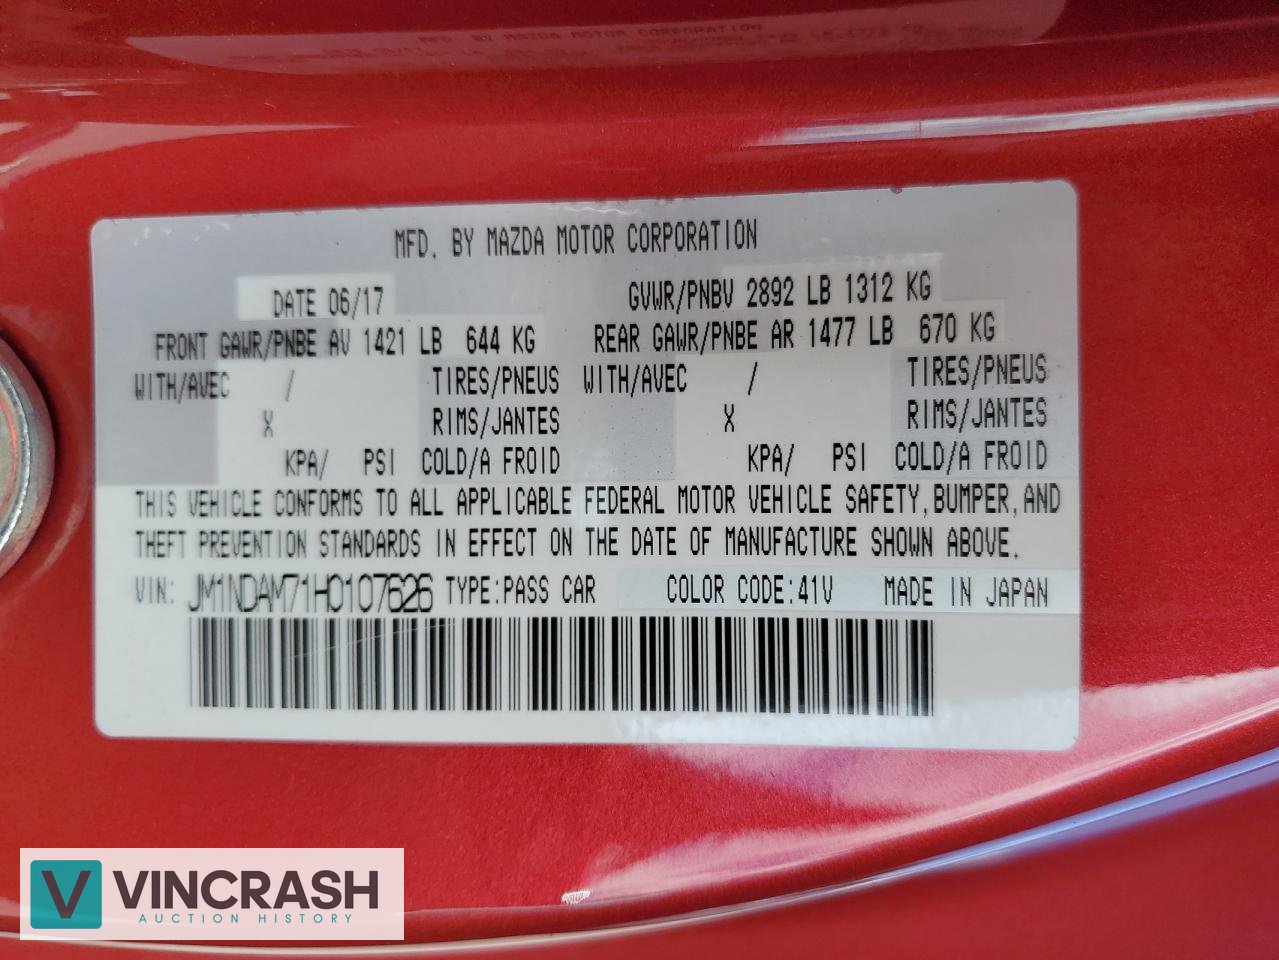 MFD. BY MAZDA MOTOR CORPORATION
DATE 06/17 GVWR/PNBV 2892 LB 1312 KG
FRONT GAWR/PNBE AV 1421 LB 644 KG REAR GAWR/PNBE AR 1477 LB 670 KG
WITH/AVEC / TIRES/PNEUS WITH/AVEC / TIRES/PNEUS
X RIMS/JANTES X RIMS/JANTES
KPA/ PSI COLD/A FROID KPA/ PSI COLD/A FROID
THIS VEHICLE CONFORMS TO ALL APPLICABLE FEDERAL MOTOR VEHICLE SAFETY, BUMPER, AND
THEFT PREVENTION STANDARDS IN EFFECT ON THE DATE OF MANUFACTURE SHOWN ABOVE.
VIN: JM1NDAM71H0107626 TYPE:PASS CAR COLOR CODE:41V MADE IN JAPAN
V VINCRASH
AUCTION HISTORY